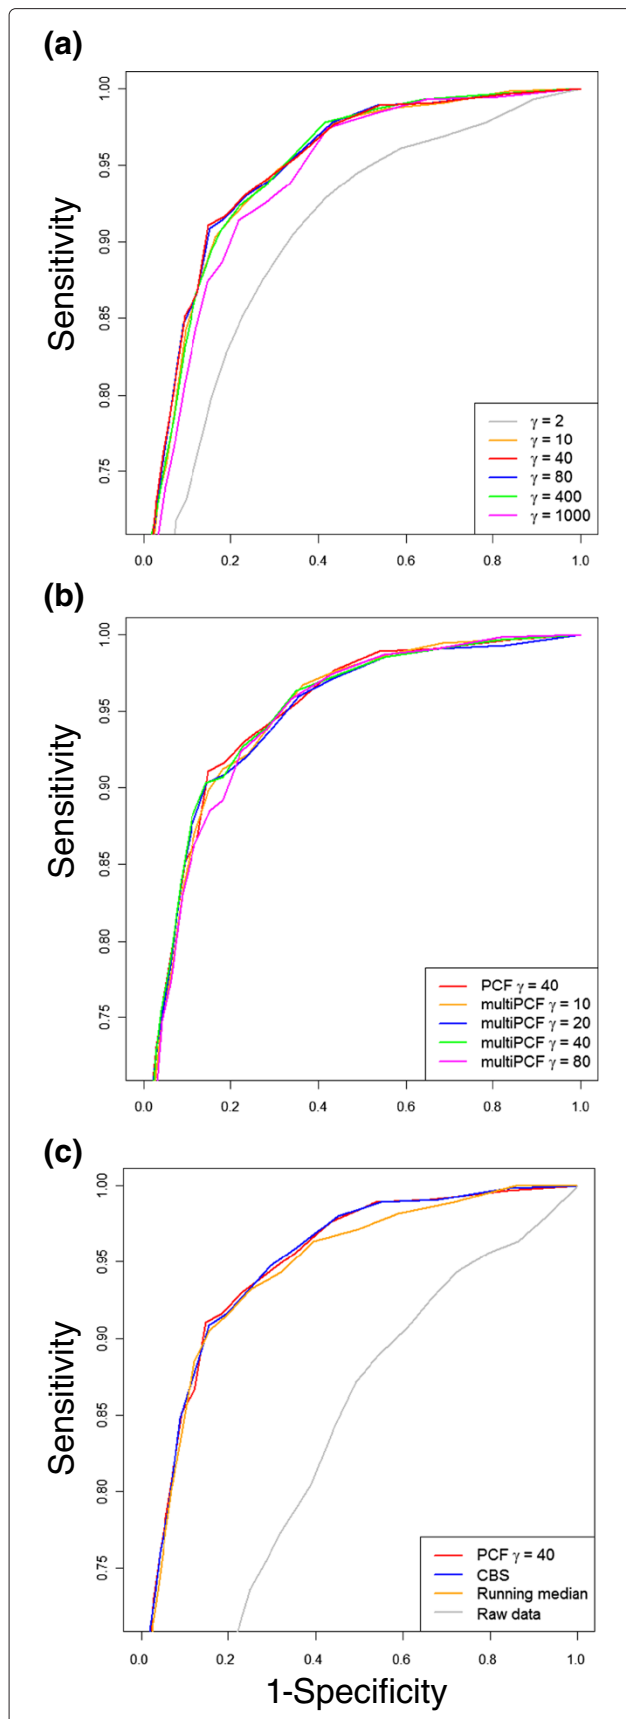 (a)
Sensitivity
1.00
0.95
0.90
0.85
0.80
0.75
γ = 2
γ = 10
γ = 40
γ = 80
γ = 400
γ = 1000
0.0 0.2 0.4 0.6 0.8 1.0
(b)
Sensitivity
1.00
0.95
0.90
0.85
0.80
0.75
PCF γ = 40
multiPCF γ = 10
multiPCF γ = 20
multiPCF γ = 40
multiPCF γ = 80
0.0 0.2 0.4 0.6 0.8 1.0
(c)
Sensitivity
1.00
0.95
0.90
0.85
0.80
0.75
PCF γ = 40
CBS
Running median
Raw data
0.0 0.2 0.4 0.6 0.8 1.0
1-Specificity